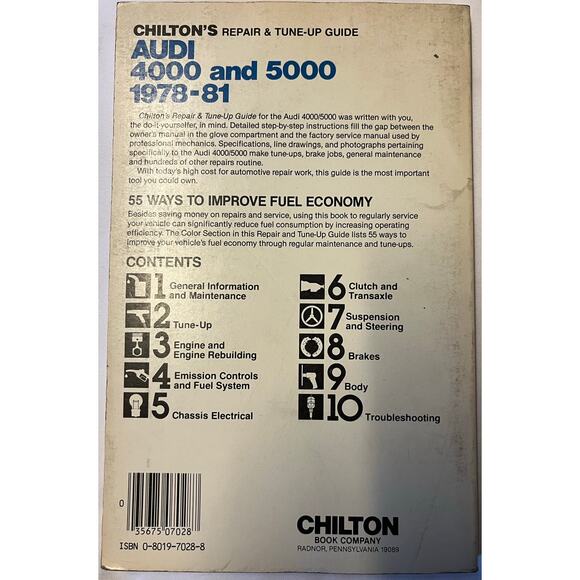 CHILTON'S REPAIR & TUNE-UP GUIDE
AUDI
4000 and 5000
1978-81
Chilton's Repair & Tune-Up Guide for the Audi 4000/5000 was written with you,
the do-it-yourselfer, in mind. Detailed step-by-step instructions fill the gap between the
owner's manual in the glove compartment and the factory service manual used by
professional mechanics. Specifications, line drawings, and photographs pertaining
specifically to the Audi 4000/5000 make tune-ups, brake jobs, general maintenance
and hundreds of other repairs routine.
With today's high cost for automotive repair work, this guide is the most important
tool you could own.
55 WAYS TO IMPROVE FUEL ECONOMY
Besides saving money on repairs and service, using this book to regularly service
your vehicle can significantly reduce fuel consumption by increasing operating
efficiency. The Color Section in this Repair and Tune-Up Guide lists 55 ways to
improve your vehicle's fuel economy through regular maintenance and tune-ups.
CONTENTS
1 General Information
and Maintenance
2 Tune-Up
3 Engine and
Engine Rebuilding
4 Emission Controls
and Fuel System
5 Chassis Electrical
6 Clutch and
Transaxle
7 Suspension
and Steering
8 Brakes
9 Body
10 Troubleshooting
0
35675 07028
ISBN 0-8019-7028-8
CHILTON
BOOK COMPANY
RADNOR, PENNSYLVANIA 19089